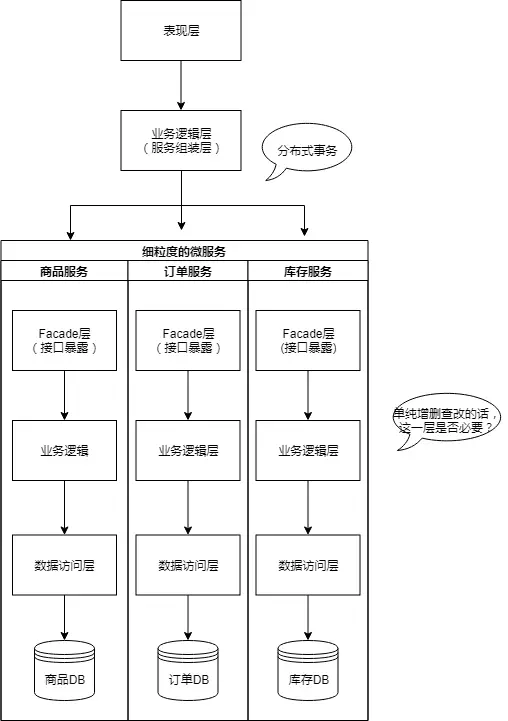 表现层
业务逻辑层
（服务组装层）
分布式事务
细粒度的微服务
商品服务
订单服务
库存服务
Facade层
（接口暴露）
Facade层
（接口暴露）
Facade层
(接口暴露)
业务逻辑
业务逻辑层
业务逻辑层
单纯增删查改的话，
这一层是否必要？
数据访问层
数据访问层
数据访问层
商品DB
订单DB
库存DB